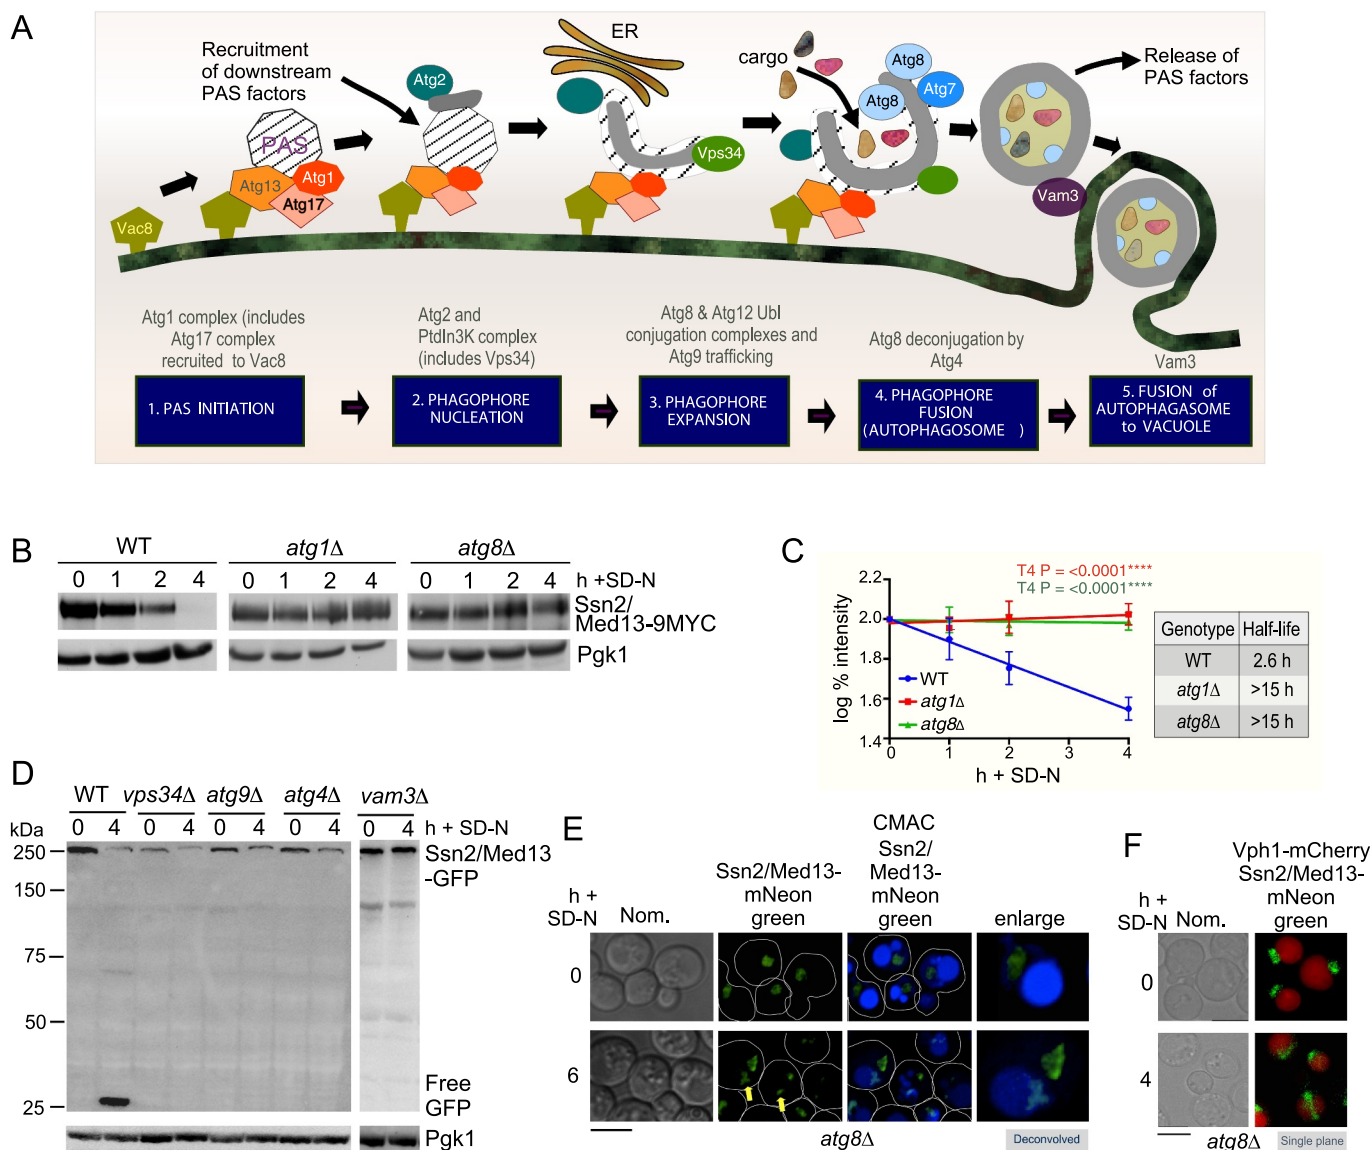 A
Recruitment
of downstream
PAS factors
Atg2
ER
cargo
Atg8
Atg8
Atg7
Release of
PAS factors
PAS
Atg13
Atg1
Atg17
Vac8
Vps34
Vam3
Atg1 complex (includes
Atg17 complex
recruited to Vac8
Atg2 and
PtdIn3K complex
(includes Vps34)
Atg8 & Atg12 Ubl
conjugation complexes and
Atg9 trafficking
Atg8 deconjugation by
Atg4
Vam3
1. PAS INITIATION
2. PHAGOPHORE
NUCLEATION
3. PHAGOPHORE
EXPANSION
4. PHAGOPHORE
FUSION
(AUTOPHAGOSOME )
5. FUSION of
AUTOPHAGASOME
to VACUOLE
B
WT atg1Δ atg8Δ
0 1 2 4 0 1 2 4 0 1 2 4 h +SD-N
Ssn2/
Med13-9MYC
Pgk1
C
T4 P = <0.0001****
T4 P = <0.0001****
log % intensity
2.2
2.0
1.8
1.6
1.4
WT
atg1Δ
atg8Δ
0 1 2 3 4
h + SD-N
Genotype Half-life
WT 2.6 h
atg1Δ >15 h
atg8Δ >15 h
D
WT vps34Δ atg9Δ atg4Δ vam3Δ
kDa 0 4 0 4 0 4 0 4 0 4 h + SD-N
250
150
75
50
25
Ssn2/Med13
-GFP
Free
GFP
Pgk1
E
h +
SD-N
Nom.
Ssn2/Med13-
mNeon
green
CMAC
Ssn2/
Med13-
mNeon
green
enlarge
0
6
atg8Δ
Deconvolved
F
h +
SD-N
Nom.
Vph1-mCherry
Ssn2/Med13-
mNeon
green
0
4
atg8Δ
Single plane